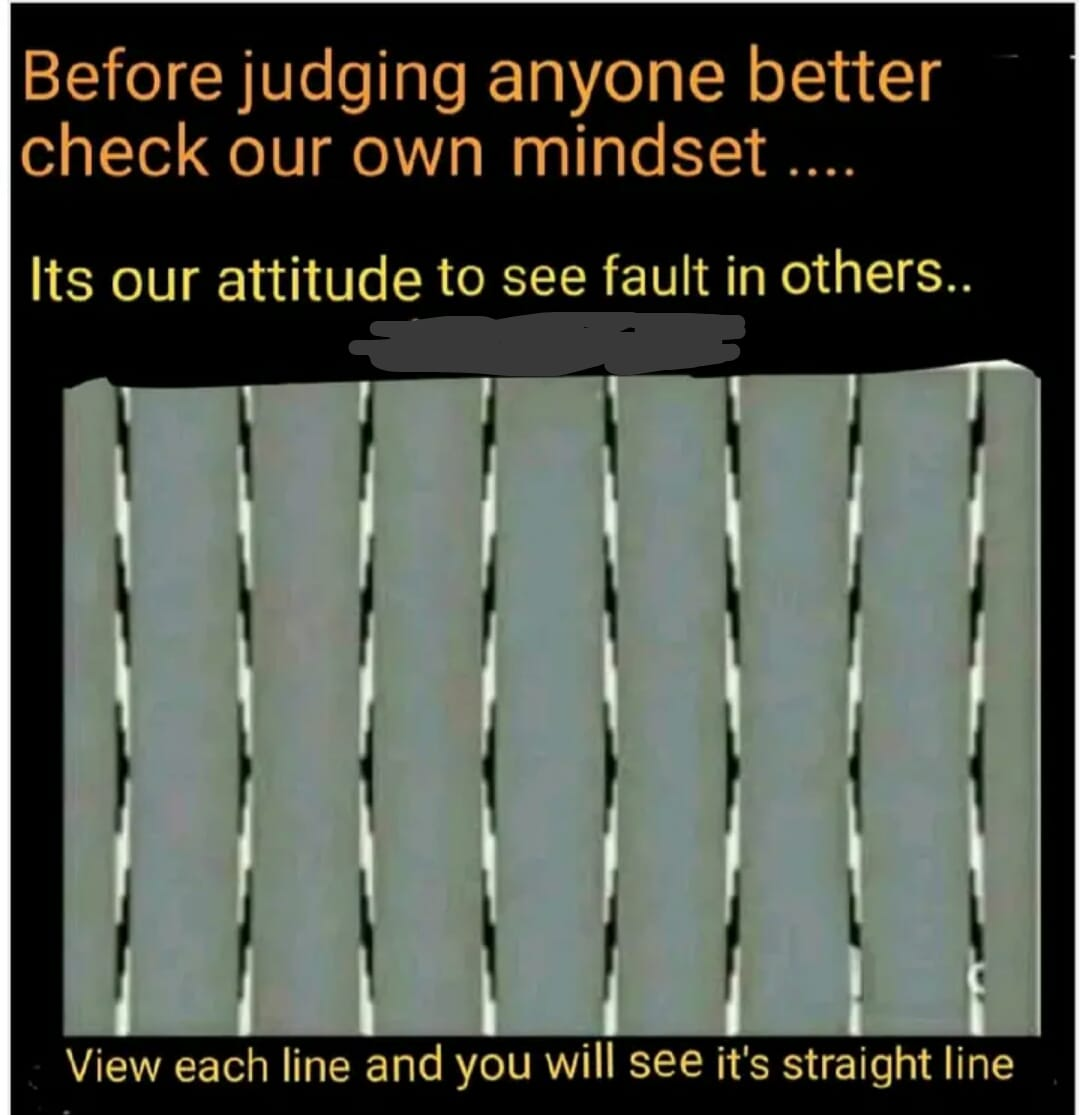 Before judging anyone better
check our own mindset ....
Its our attitude to see fault in others..
View each line and you will see it's straight line